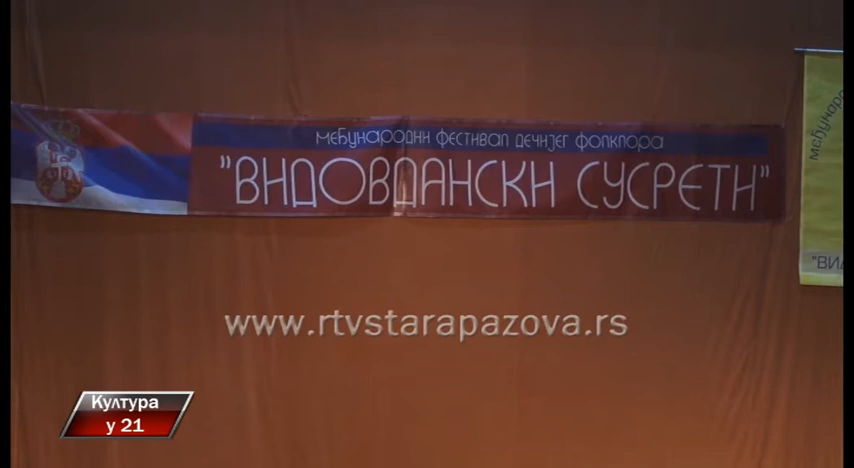 међународни фестивал дечијег фолклора
"ВИДОВДАНСКИ СУСРЕТИ"
www.rtvstarapazova.rs
Култура
у 21